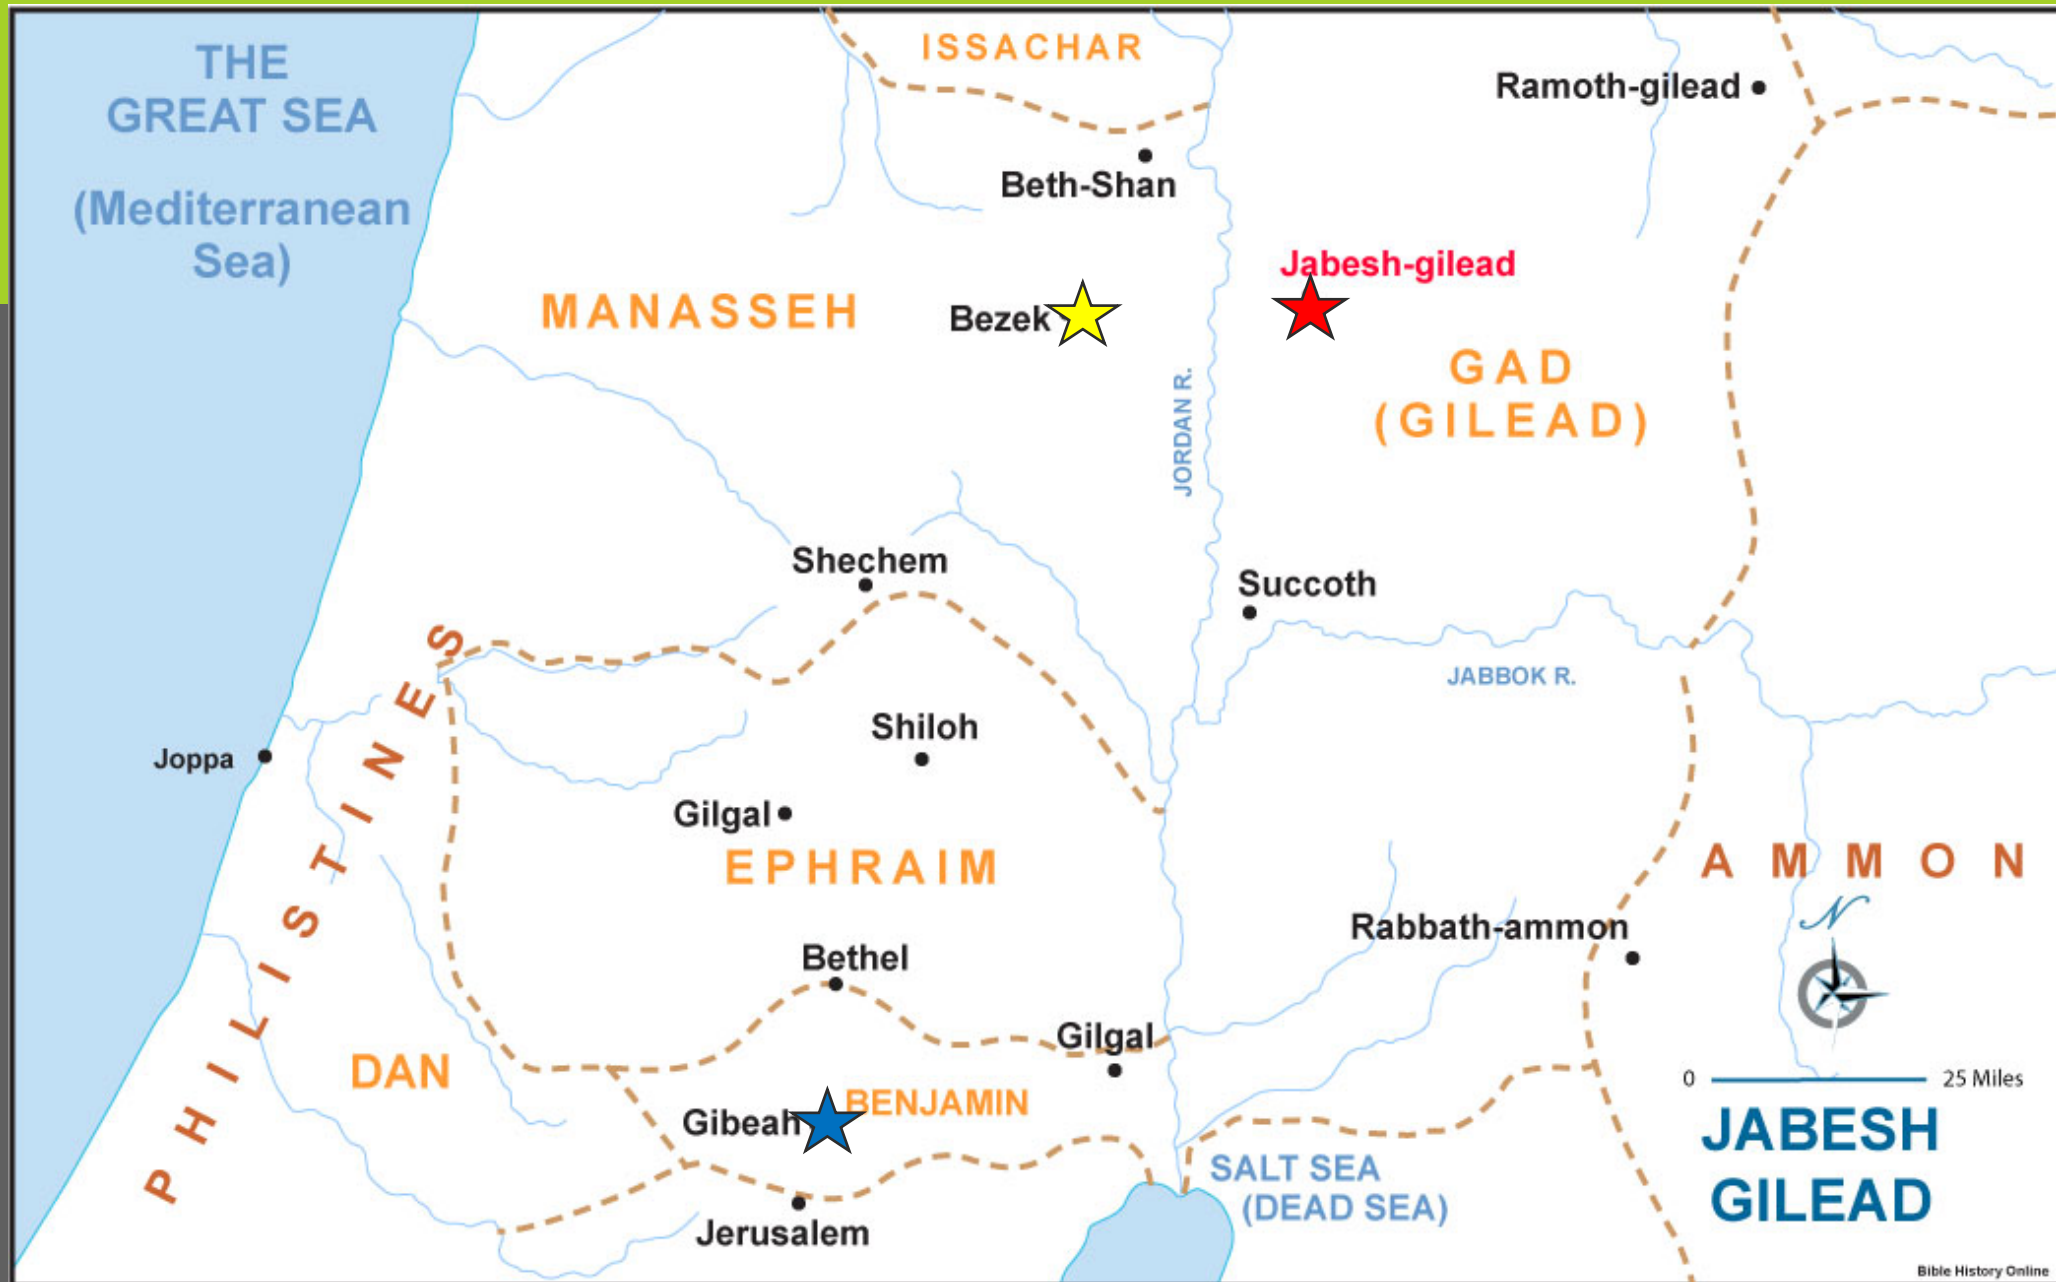 THE
GREAT SEA
(Mediterranean
Sea)
ISSACHAR
Ramoth-gilead
Beth-Shan
Jabesh-gilead
MANASSEH
Bezek
GAD
(GILEAD)
JORDAN R.
Shechem
Succoth
JABBOK R.
PHILISTINES
Shiloh
Joppa
Gilgal
EPHRAIM
AMMON
Rabbath-ammon
N
Bethel
Gilgal
DAN
BENJAMIN
Gibeah
0 25 Miles
JABESH
GILEAD
SALT SEA
(DEAD SEA)
Jerusalem
Bible History Online